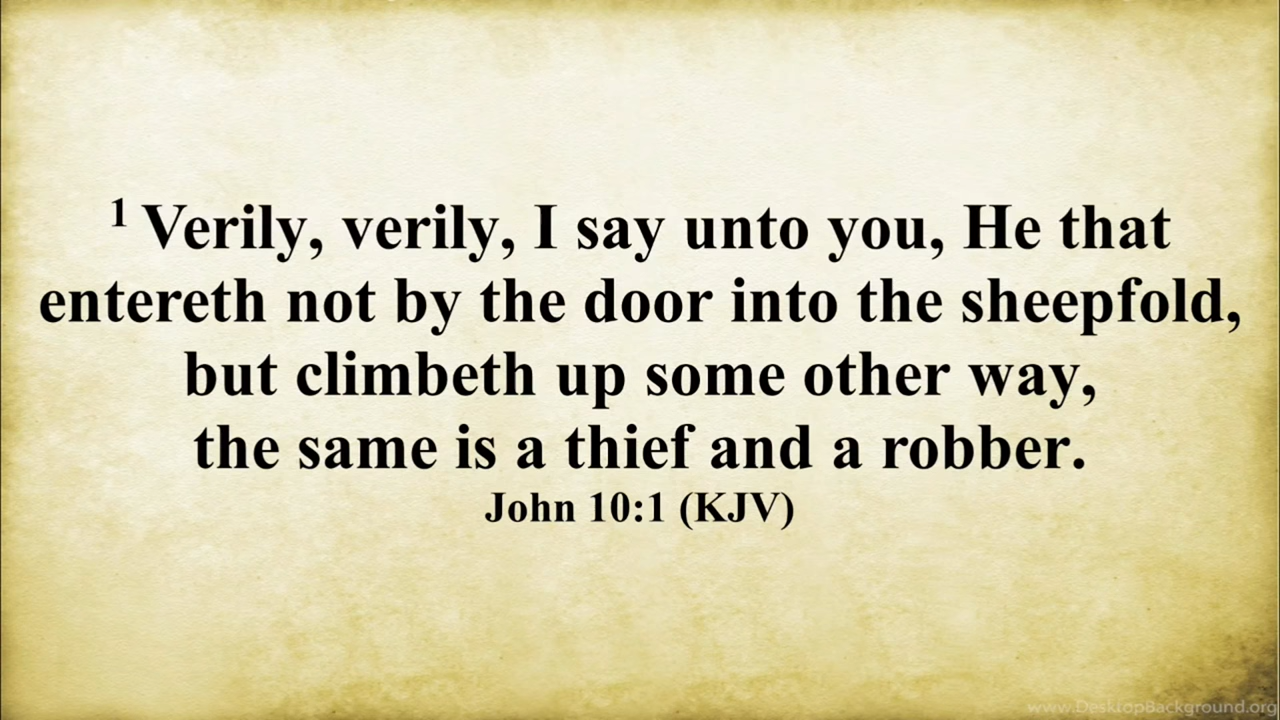 1 Verily, verily, I say unto you, He that
entereth not by the door into the sheepfold,
but climbeth up some other way,
the same is a thief and a robber.
John 10:1 (KJV)
www.DesktopBackground.org